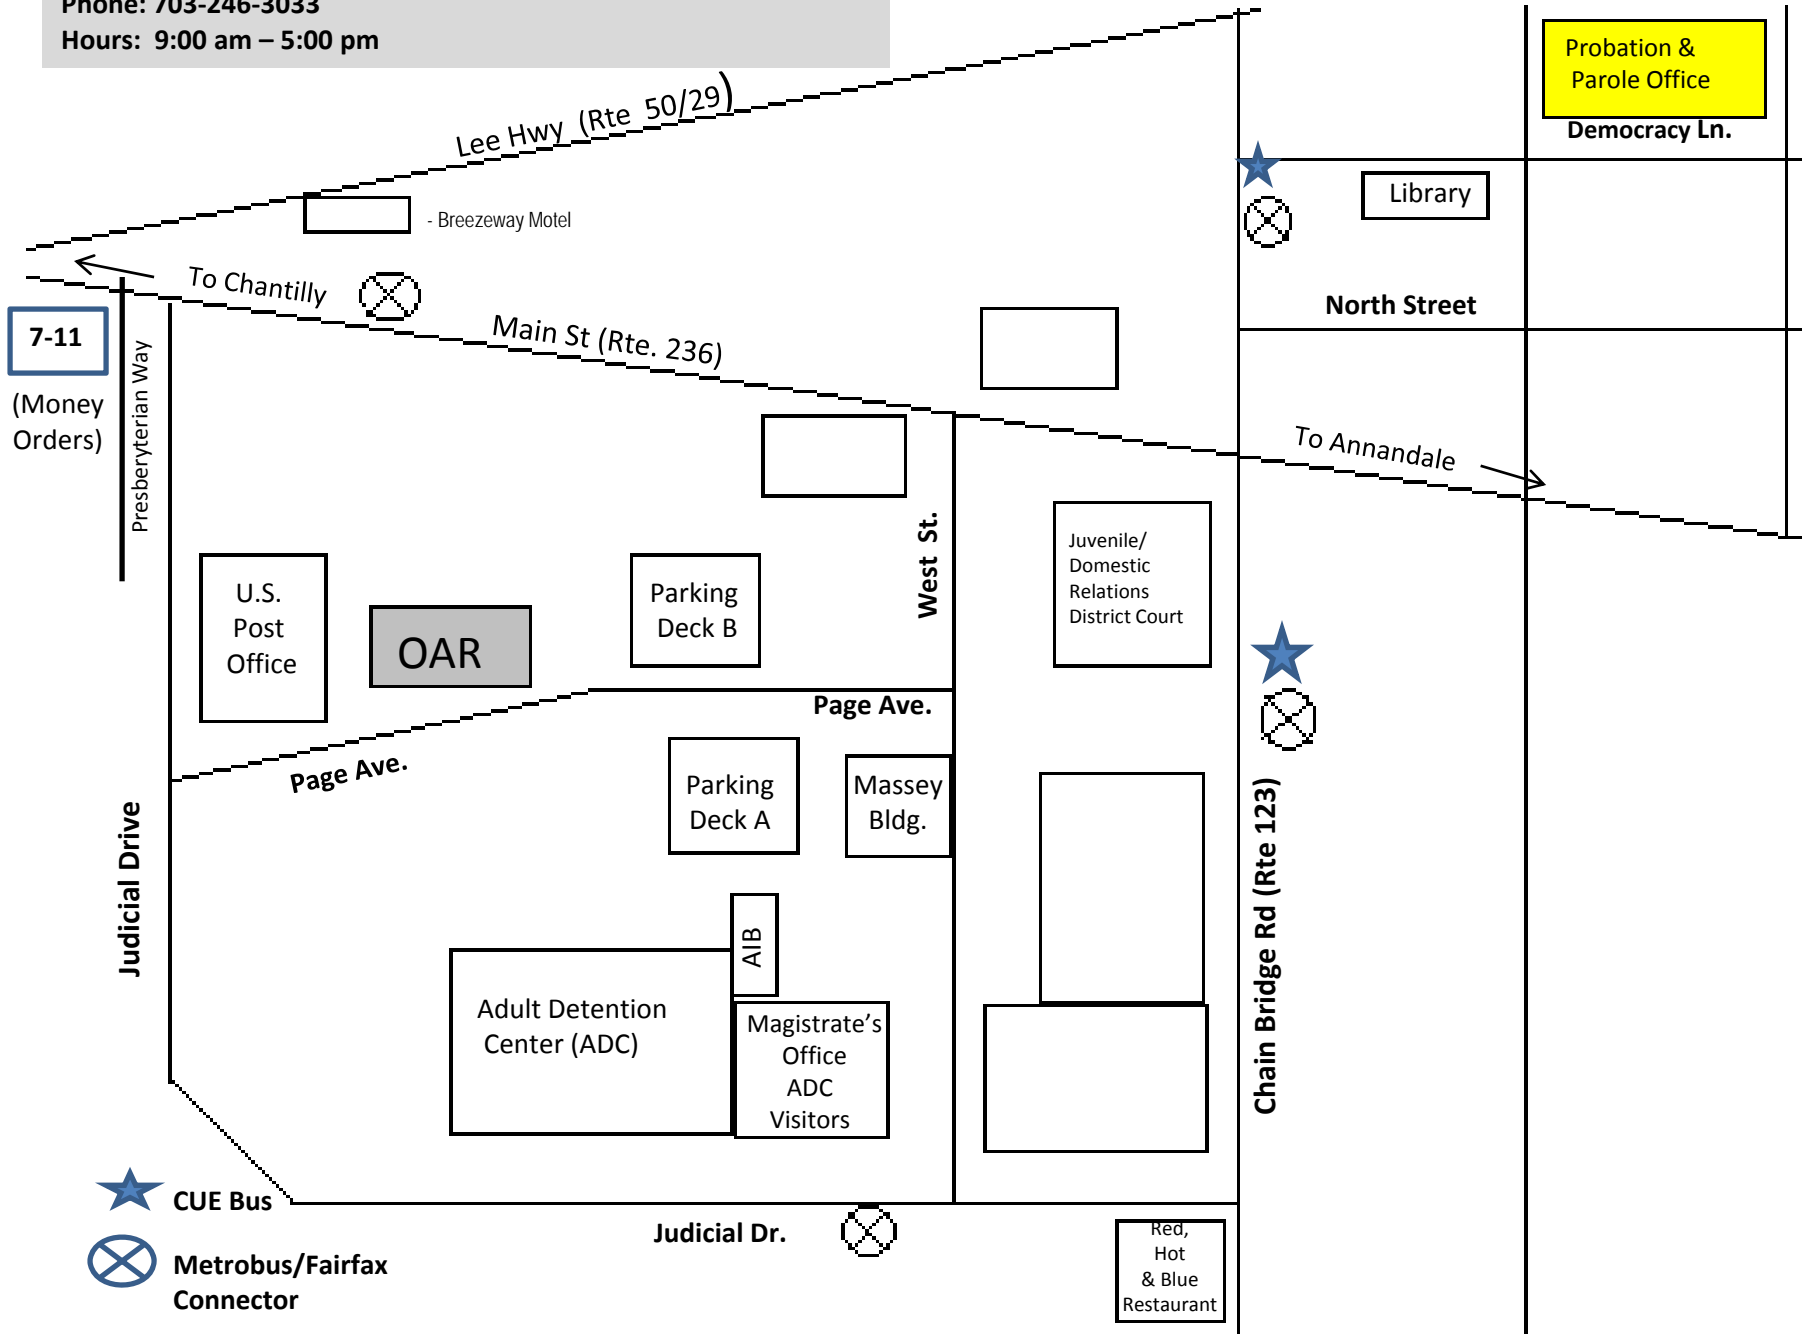 Phone: 703-246-3033
Hours: 9:00 am – 5:00 pm
Probation &
Parole Office
Democracy Ln.
Lee Hwy (Rte 50/29)
Library
- Breezeway Motel
To Chantilly
North Street
7-11
Main St (Rte. 236)
(Money
Orders)
Presberyterian Way
To Annandale
West St.
Juvenile/
Domestic
Relations
District Court
U.S.
Post
Office
OAR
Parking
Deck B
Page Ave.
Page Ave.
Parking
Deck A
Massey
Bldg.
Judicial Drive
Chain Bridge Rd (Rte 123)
AIB
Adult Detention
Center (ADC)
Magistrate's
Office
ADC
Visitors
CUE Bus
Judicial Dr.
Metrobus/Fairfax
Connector
Red,
Hot
& Blue
Restaurant